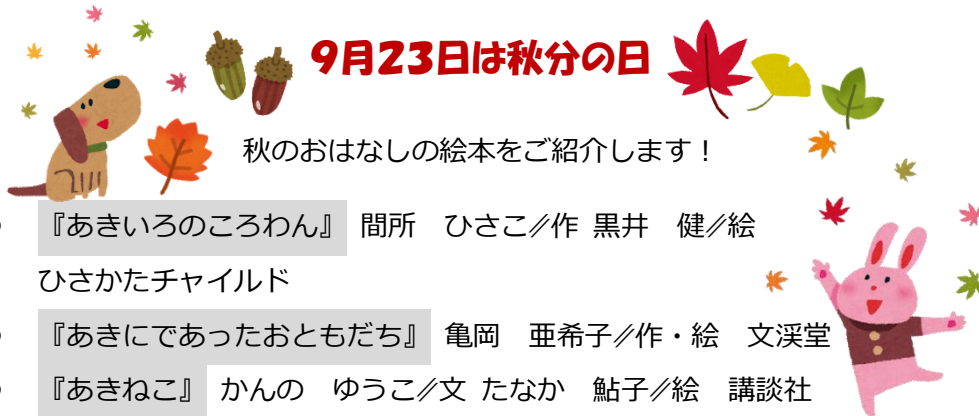 9月23日は秋分の日
秋のおはなしの絵本をご紹介します！
『あきいろのころわん』 間所　ひさこ//作 黒井　健//絵
ひさかたチャイルド
『あきにであったおともだち』 亀岡　亜希子//作・絵　文渓堂
『あきねこ』 かんの　ゆうこ//文 たなか　鮎子//絵　講談社